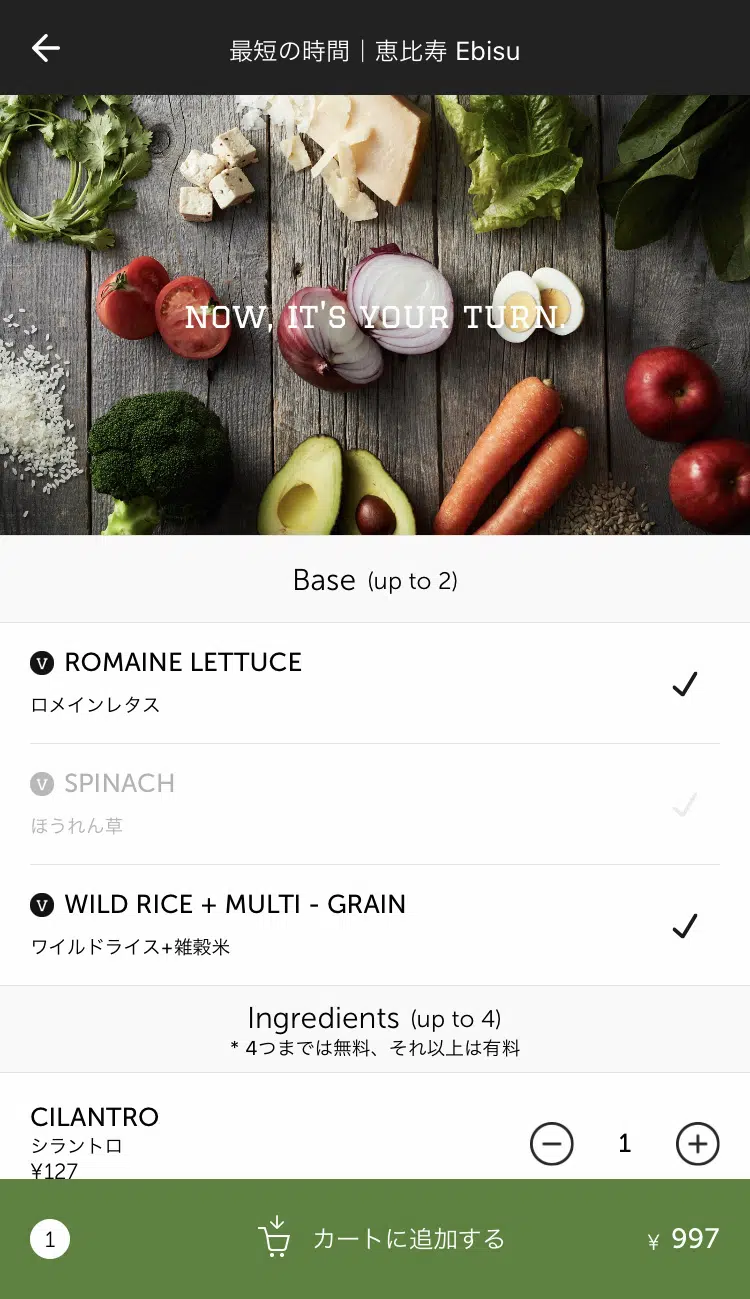 最短の時間｜恵比寿 Ebisu
NOW, IT'S YOUR TURN.
Base (up to 2)
V ROMAINE LETTUCE
ロメインレタス
V SPINACH
ほうれん草
V WILD RICE + MULTI - GRAIN
ワイルドライス+雑穀米
Ingredients (up to 4)
* 4つまでは無料、それ以上は有料
CILANTRO
シラントロ
¥127
1
1 カートに追加する ¥ 997